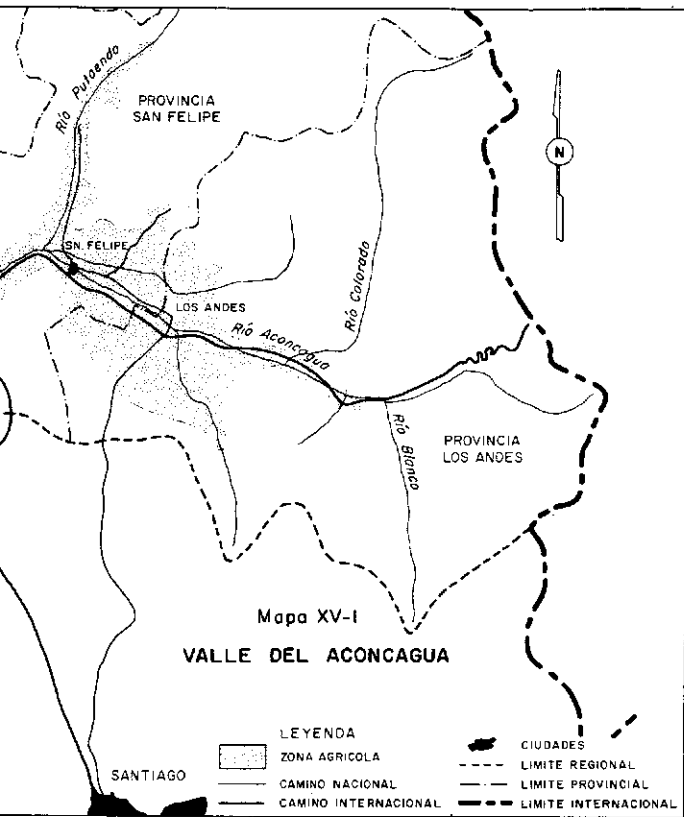 Río Putaendo
PROVINCIA
SAN FELIPE
N
SN. FELIPE
LOS ANDES
Río Colorado
Río Aconcagua
Río Blanco
PROVINCIA
LOS ANDES
Mapa XV-I
VALLE DEL ACONCAGUA
LEYENDA
ZONA AGRICOLA
CAMINO NACIONAL
CAMINO INTERNACIONAL
CIUDADES
LIMITE REGIONAL
LIMITE PROVINCIAL
LIMITE INTERNACIONAL
SANTIAGO